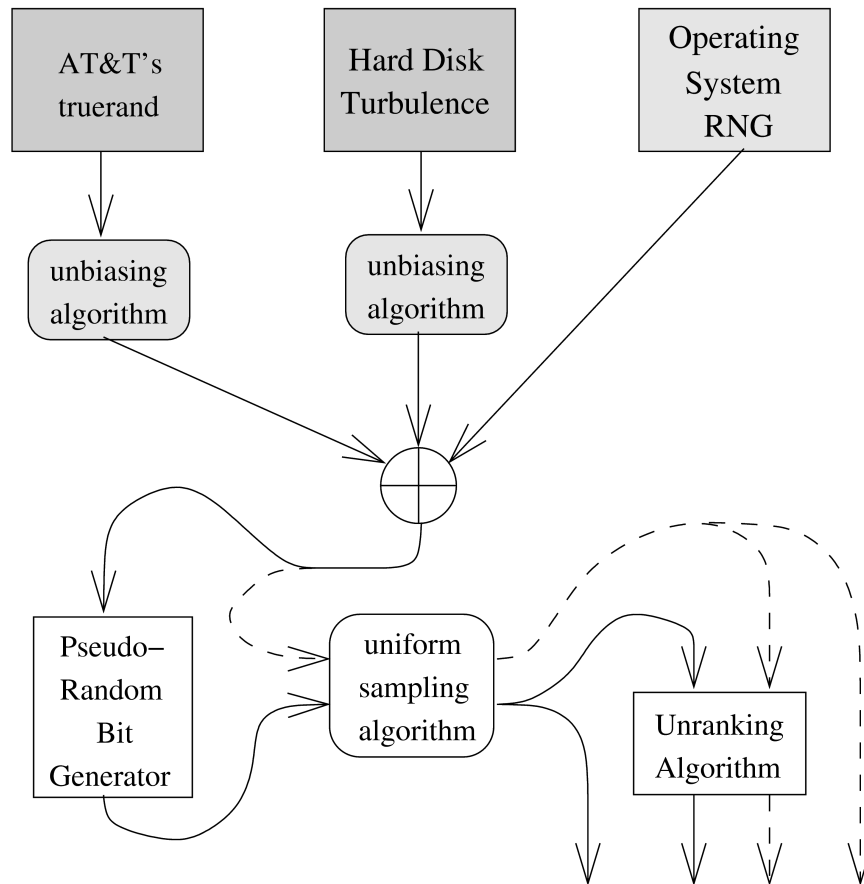 AT&T's
truerand
Hard Disk
Turbulence
Operating
System
RNG
unbiasing
algorithm
unbiasing
algorithm
Pseudo−
Random
Bit
Generator
uniform
sampling
algorithm
Unranking
Algorithm